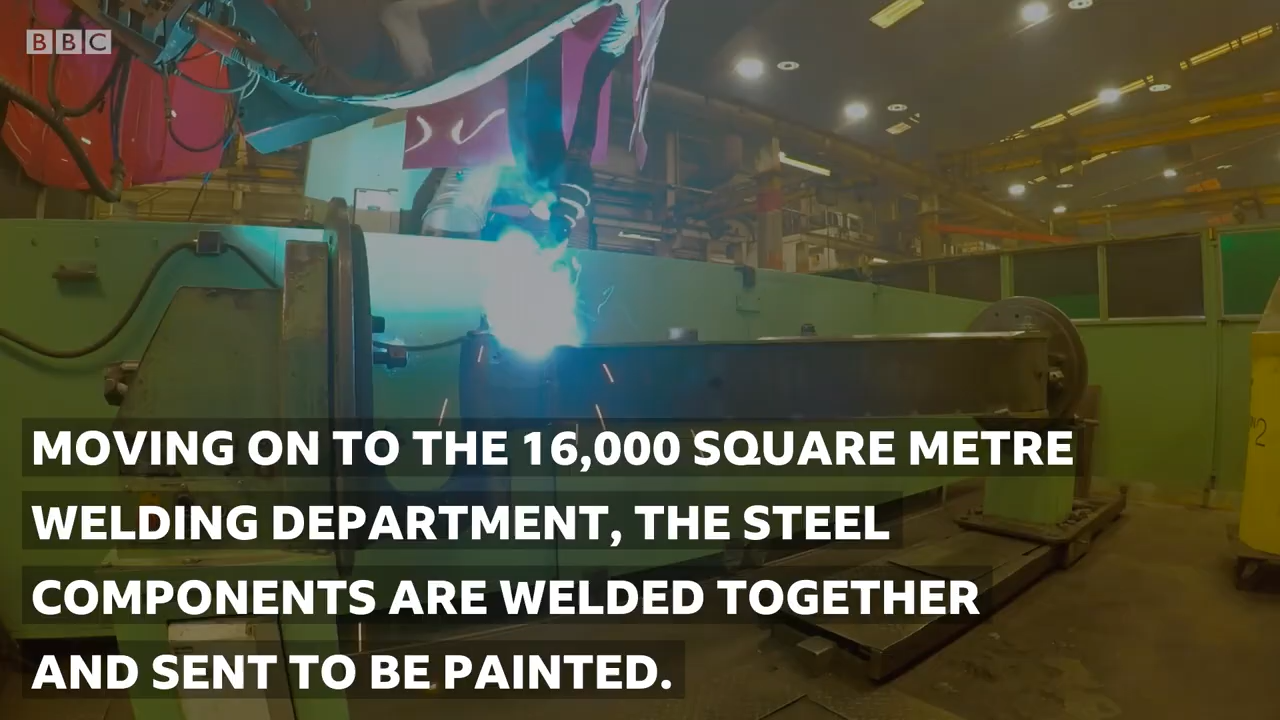 BBC
MOVING ON TO THE 16,000 SQUARE METRE
WELDING DEPARTMENT, THE STEEL
COMPONENTS ARE WELDED TOGETHER
AND SENT TO BE PAINTED.
2